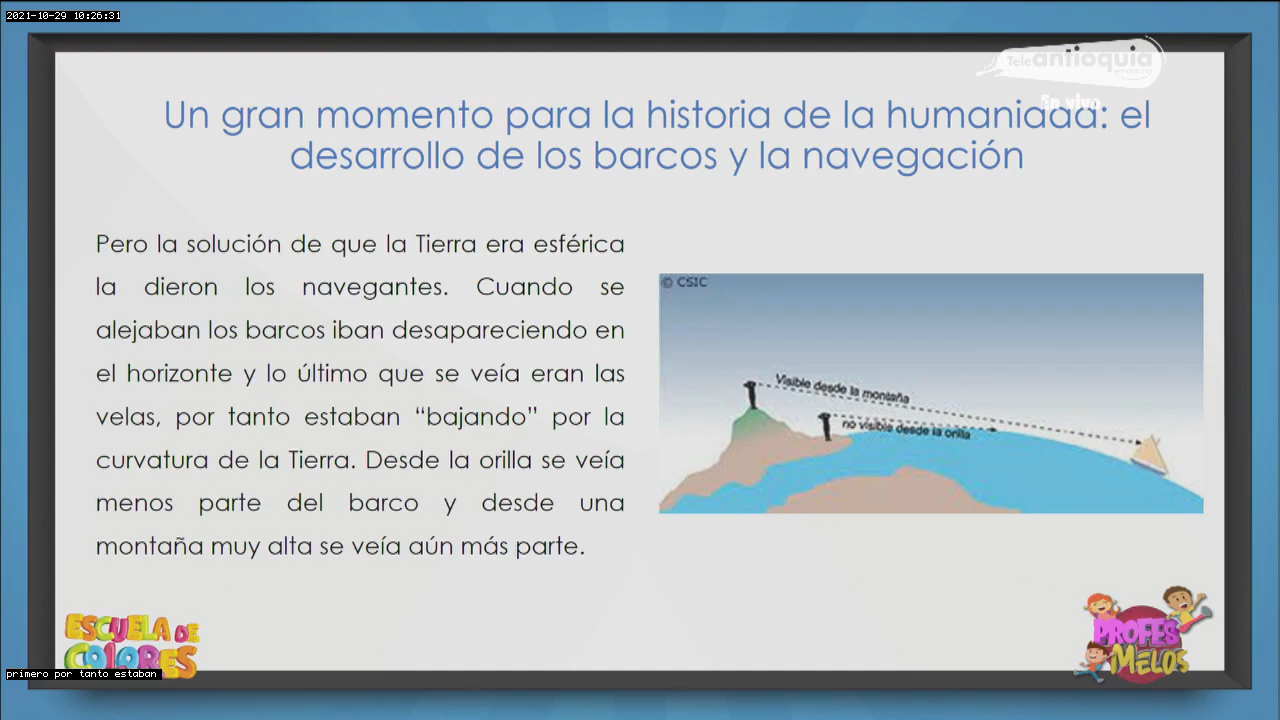 2021-10-29 10:26:31
Teleantioquia
En vivo
Un gran momento para la historia de la humanidad: el
desarrollo de los barcos y la navegación
Pero la solución de que la Tierra era esférica
la dieron los navegantes. Cuando se
alejaban los barcos iban desapareciendo en
el horizonte y lo último que se veía eran las
velas, por tanto estaban “bajando” por la
curvatura de la Tierra. Desde la orilla se veía
menos parte del barco y desde una
montaña muy alta se veía aún más parte.
© CSIC
Visible desde la montaña
no visible desde la orilla
ESCUELA DE
COLORES
PROFES
MELOS
primero por tanto estaban